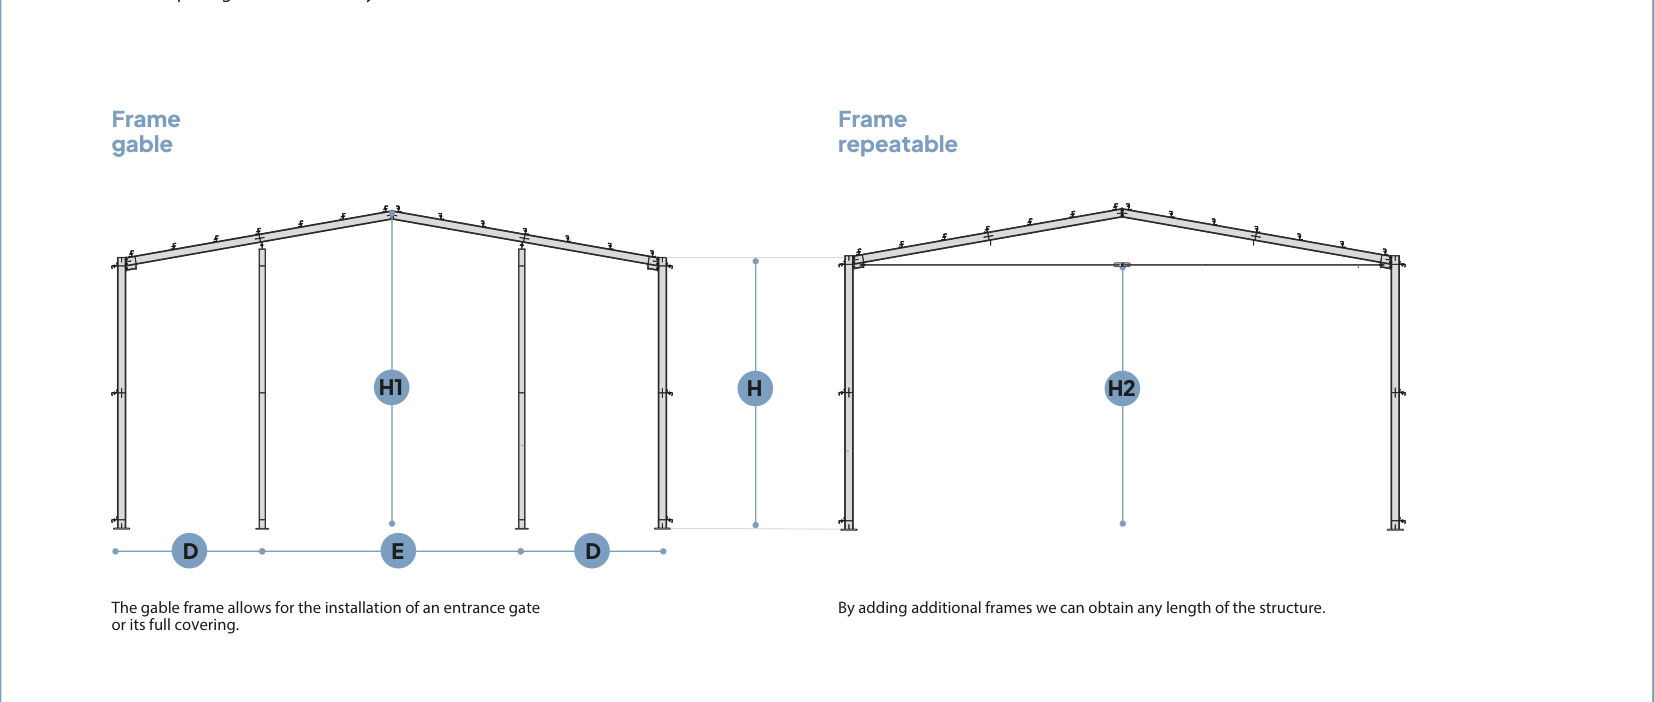 Frame
gable
Frame
repeatable
H1
H
H2
D
E
D
The gable frame allows for the installation of an entrance gate
or its full covering.
By adding additional frames we can obtain any length of the structure.